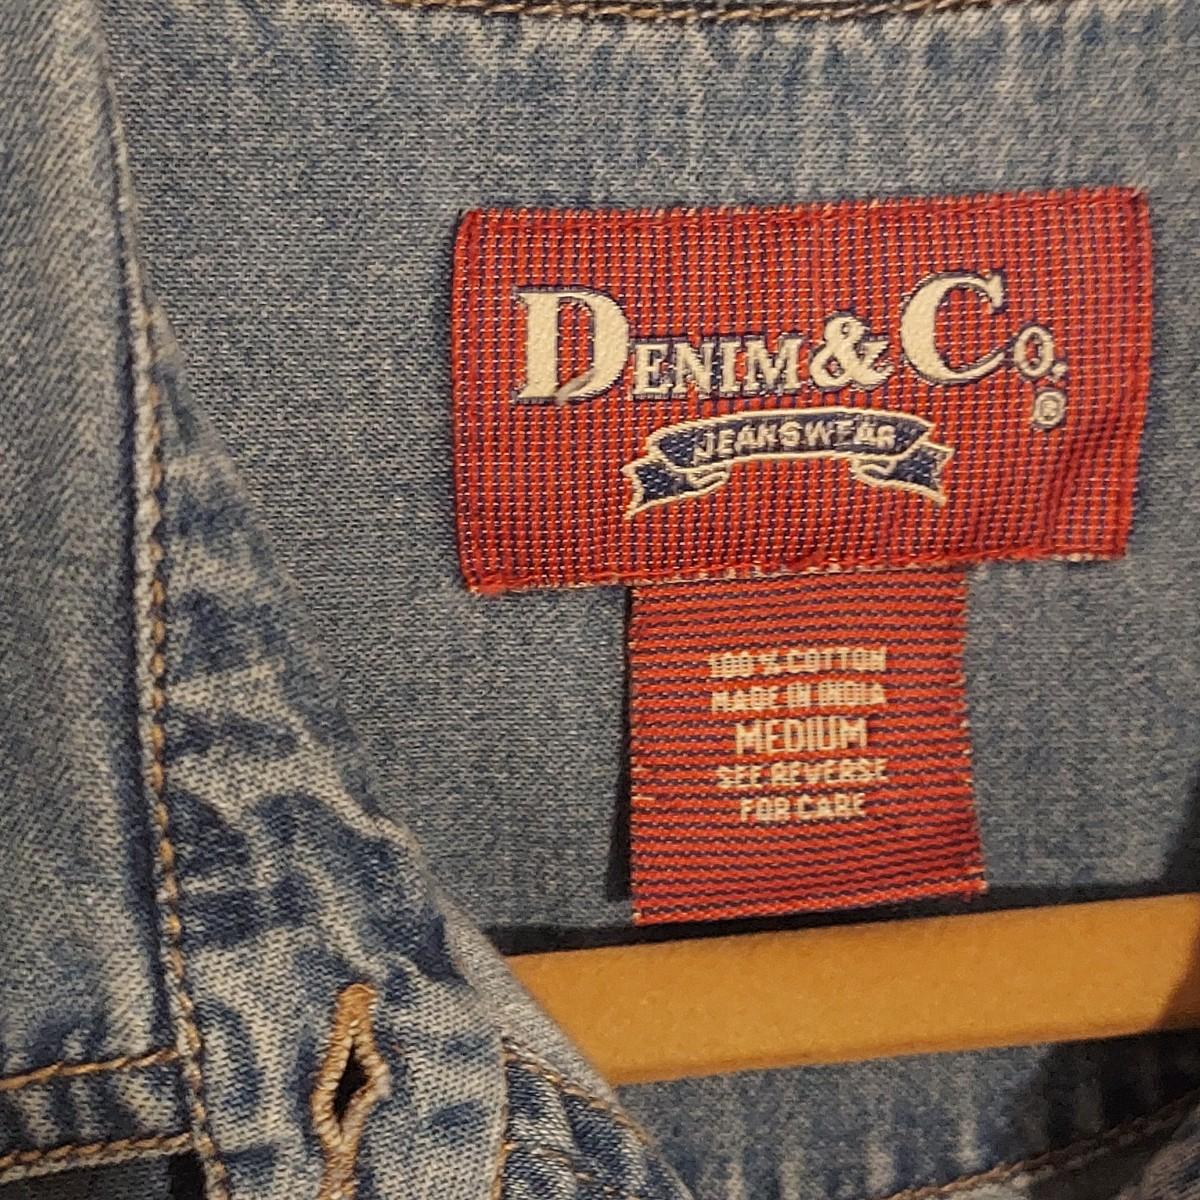 DENIM & CO.®
JEANSWEAR
100% COTTON
MADE IN INDIA
MEDIUM
SEE REVERSE
FOR CARE